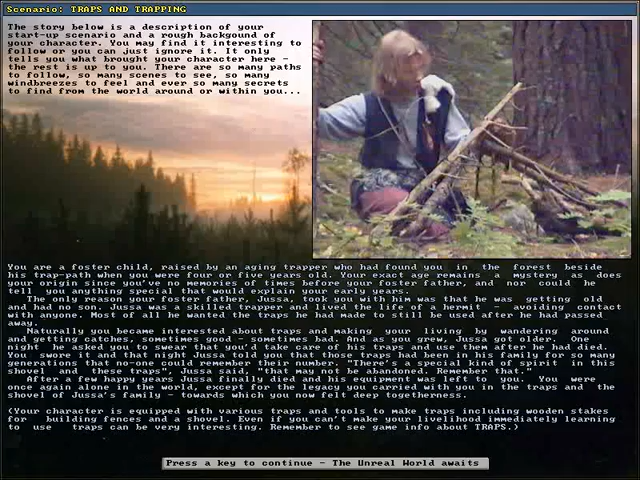 Scenario: TRAPS AND TRAPPING
The story below is a description of your
start-up scenario and a rough backgound of
your character. You may find it interesting to
follow or you can just ignore it. It only
tells you what brought your character here -
the rest is up to you. There are so many paths
to follow, so many scenes to see, so many
windbreezes to feel and ever so many secrets
to find from the world around or within you...
You are a foster child, raised by an aging trapper who had found you in the forest beside
his trap-path when you were four or five years old. Your exact age remains a mystery as does
your origin since you've no memories of times before your foster father, and nor could he
tell you anything special that would explain your early years.
The only reason your foster father, Jussa, took you with him was that he was getting old
and had no son. Jussa was a skilled trapper and lived the life of a hermit - avoiding contact
with anyone. Most of all he wanted the traps he had made to still be used after he had passed
away.
Naturally you became interested about traps and making your living by wandering around
and getting catches, sometimes good - sometimes bad. And as you grew, Jussa got older. One
night he asked you to swear that you'd take care of his traps and use them after he had died.
You swore it and that night Jussa told you that those traps had been in his family for so many
generations that no-one could remember their number. "There's a special kind of spirit in this
shovel and these traps", Jussa said, "that may not be abandoned. Remember that."
After a few happy years Jussa finally died and his equipment was left to you. You were
once again alone in the world, except for the legacy you carried with you in the traps and the
shovel of Jussa's family - towards which you now felt deep togetherness.
(Your character is equipped with various traps and tools to make traps including wooden stakes
for building fences and a shovel. Even if you can't make your livelihood immediately learning
to use traps can be very interesting. Remember to see game info about TRAPS.)
Press a key to continue - The Unreal World awaits